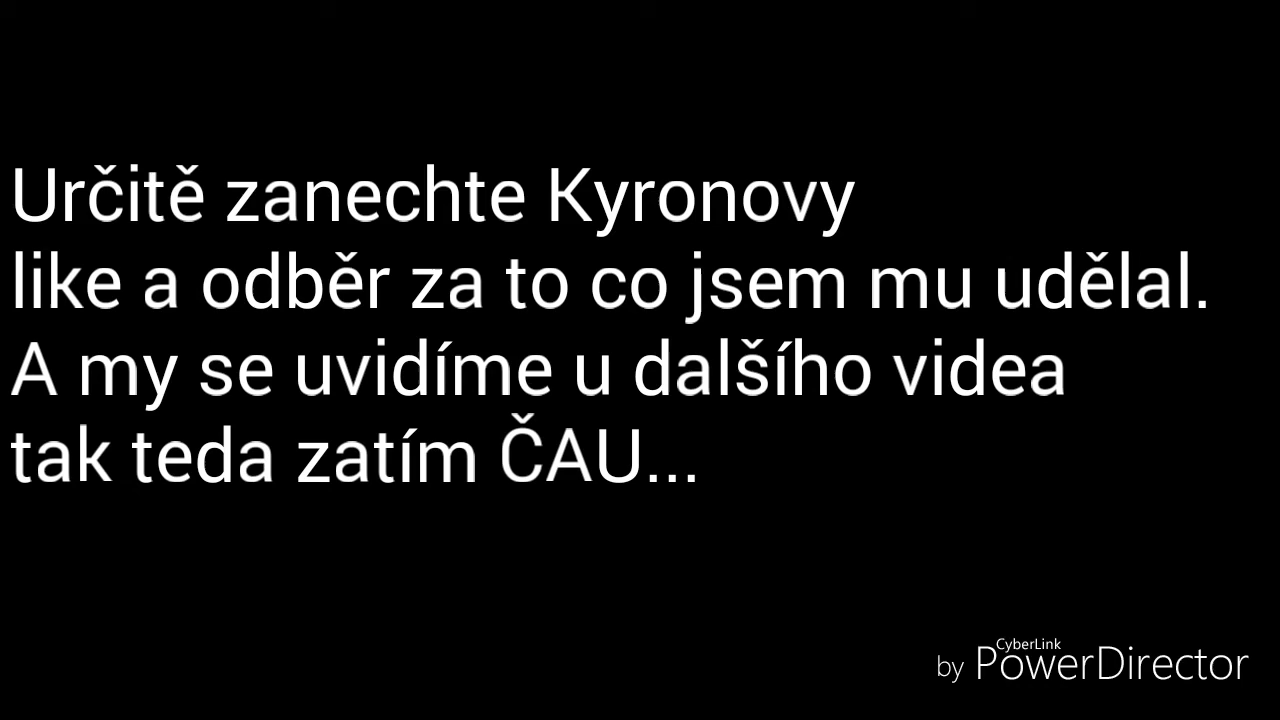 Určitě zanechte Kyronovy
like a odběr za to co jsem mu udělal.
A my se uvidíme u dalšího videa
tak teda zatím ČAU...
CyberLink
by PowerDirector